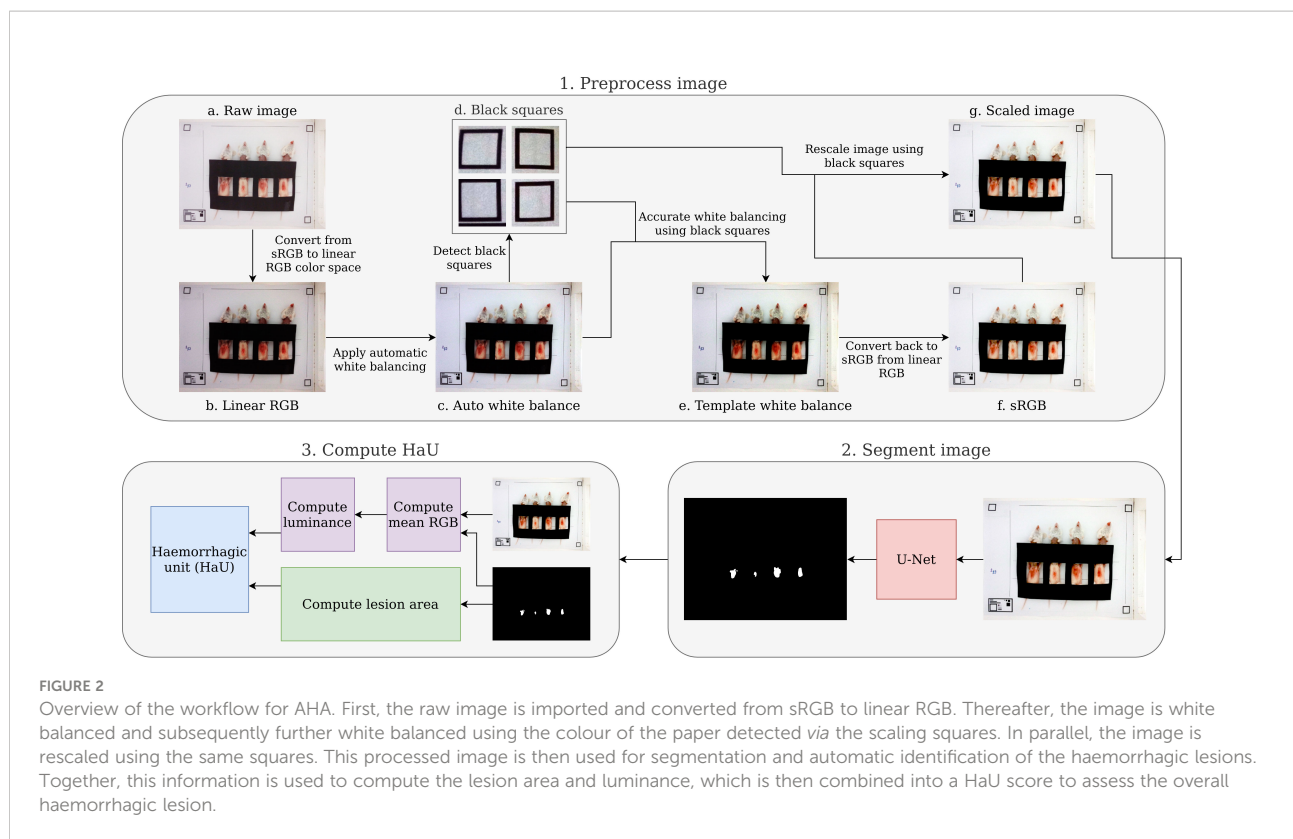 1. Preprocess image
a. Raw image
d. Black squares
g. Scaled image
Rescale image using
black squares
Convert from
sRGB to linear
RGB color space
Detect black
squares
Accurate white balancing
using black squares
Apply automatic
white balancing
Convert back to
sRGB from linear
RGB
b. Linear RGB
c. Auto white balance
e. Template white balance
f. sRGB
3. Compute HaU
2. Segment image
Haemorrhagic
unit (HaU)
Compute
luminance
Compute
mean RGB
Compute lesion area
U-Net
FIGURE 2
Overview of the workflow for AHA. First, the raw image is imported and converted from sRGB to linear RGB. Thereafter, the image is white
balanced and subsequently further white balanced using the colour of the paper detected via the scaling squares. In parallel, the image is
rescaled using the same squares. This processed image is then used for segmentation and automatic identification of the haemorrhagic lesions.
Together, this information is used to compute the lesion area and luminance, which is then combined into a HaU score to assess the overall
haemorrhagic lesion.